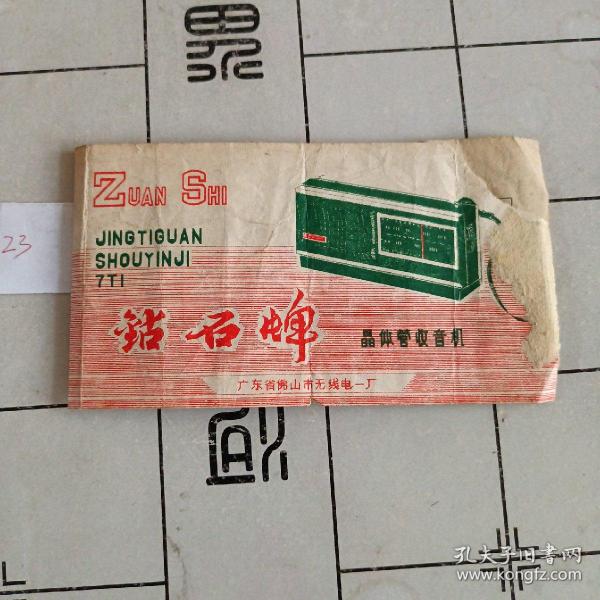 ZUAN SHI
JINGTIGUAN
SHOUYINJI
7T1
23
钻石牌
晶体管收音机
广东省佛山市无线电一厂
孔夫子旧书网
www.kongfz.com